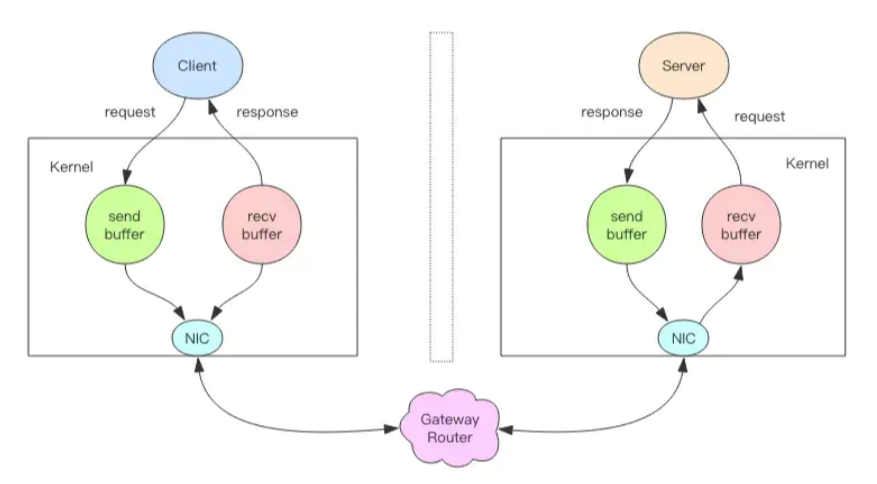 Client
request
response
Kernel
send
buffer
recv
buffer
NIC
Server
response
request
Kernel
send
buffer
recv
buffer
NIC
Gateway
Router